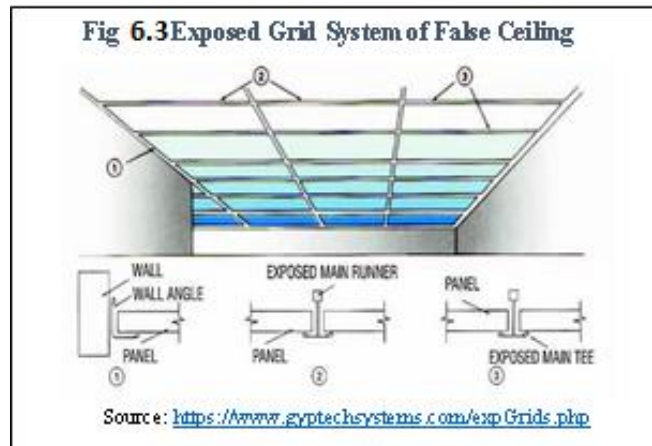 Fig 6.3Exposed Grid System of False Ceiling
2
3
1
WALL
WALL ANGLE
PANEL
1
EXPOSED MAIN RUNNER
PANEL
2
PANEL
EXPOSED MAIN TEE
3
Source: https://www.gyptechsystems.com/expGrids.php